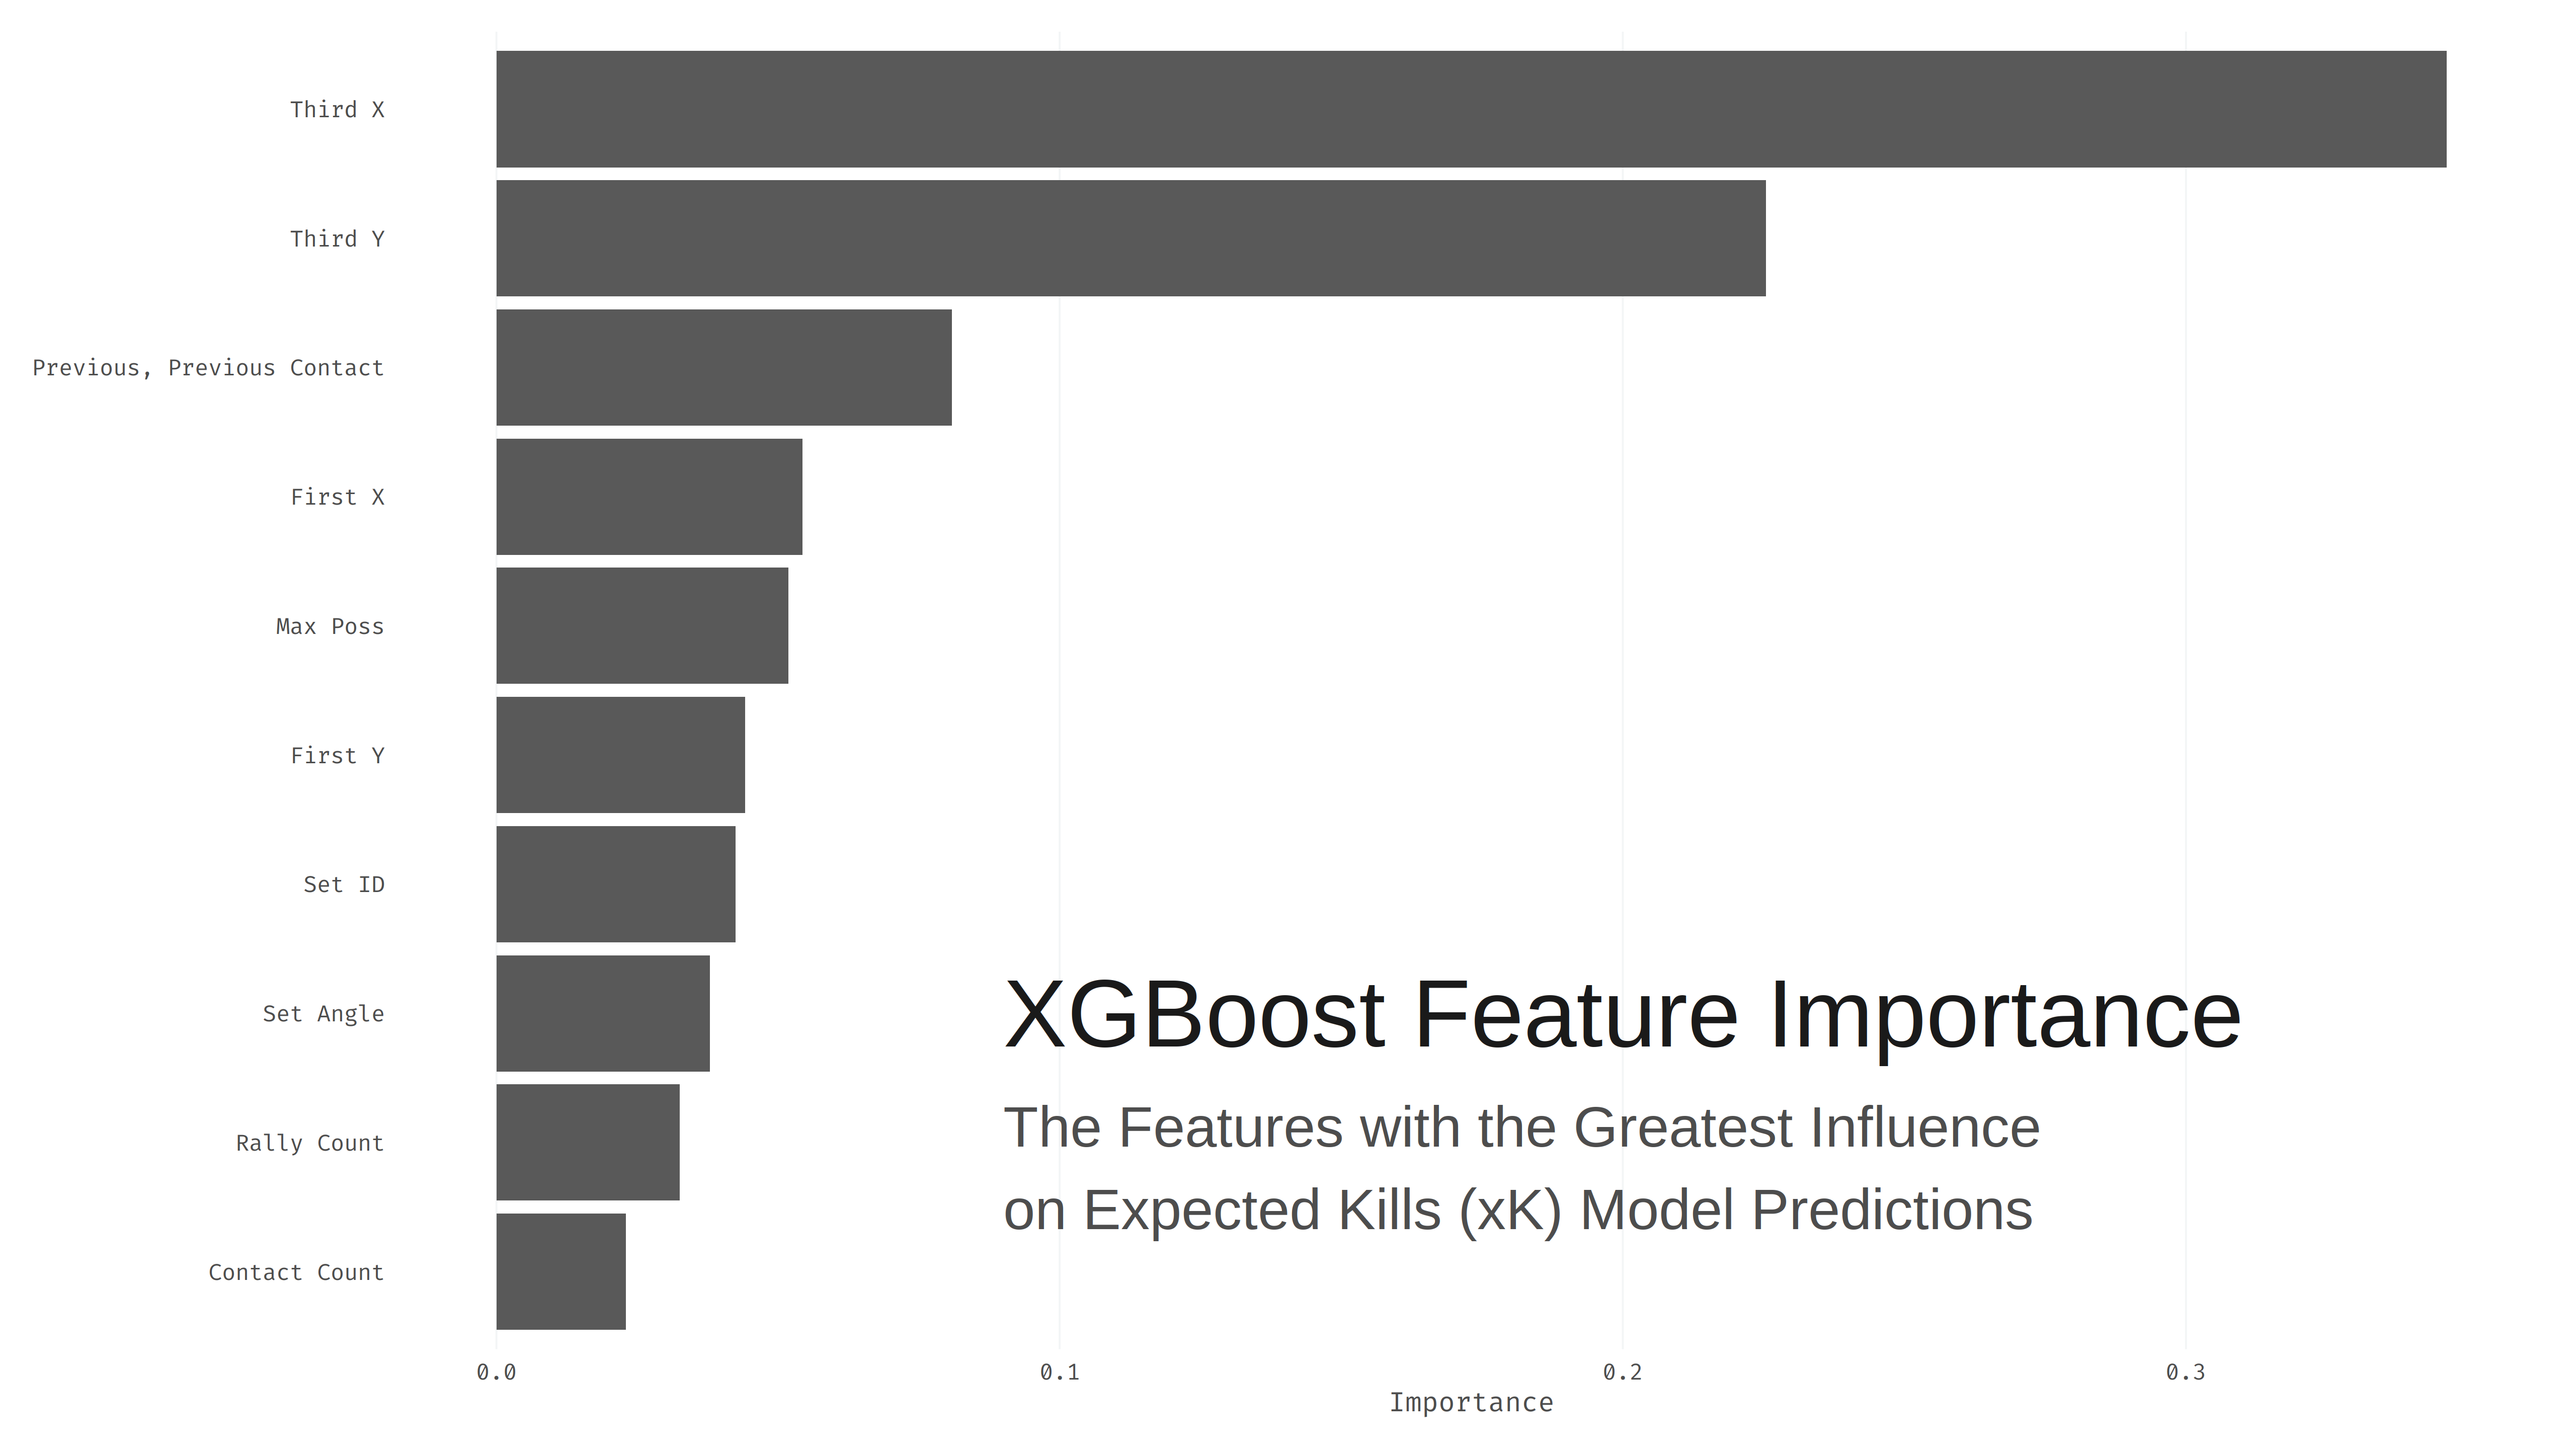 Third X
Third Y
Previous, Previous Contact
First X
Max Poss
First Y
Set ID
Set Angle
Rally Count
Contact Count
XGBoost Feature Importance
The Features with the Greatest Influence
on Expected Kills (xK) Model Predictions
0.0 0.1 0.2 0.3
Importance